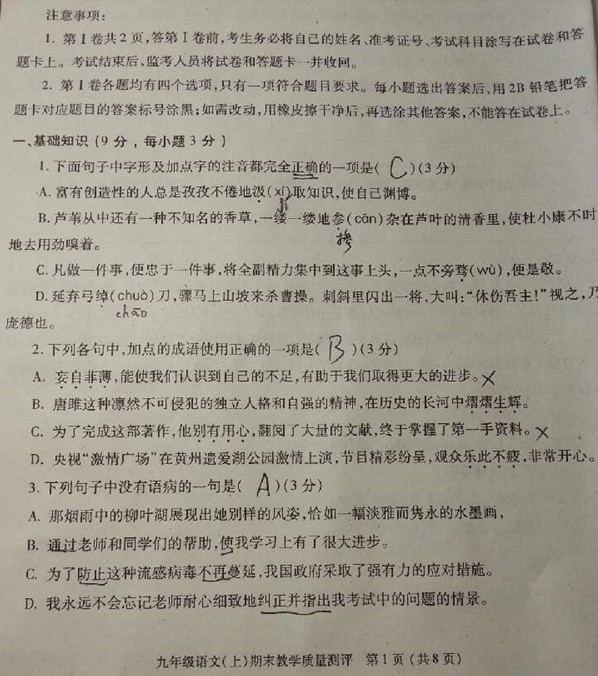 注意事项:
1. 第Ⅰ卷共2页,答第Ⅰ卷前,考生务必将自己的姓名、准考证号、考试科目涂写在试卷和答
题卡上。考试结束后,监考人员将试卷和答题卡一并收回。
2. 第Ⅰ卷各题均有四个选项,只有一项符合题目要求。每小题选出答案后,用2B铅笔把答
题卡对应题目的答案标号涂黑;如需改动,用橡皮擦干净后,再选涂其他答案,不能答在试卷上。
一、基础知识(9分,每小题3分)
1. 下面句子中字形及加点字的注音都完全正确的一项是( C )(3分)
A. 富有创造性的人总是孜孜不倦地汲(xí)取知识,使自己渊博。
jí
B. 芦苇丛中还有一种不知名的香草,一缕一缕地参(cān)杂在芦叶的清香里,使杜小康不时
掺
地去用劲嗅着。
C. 凡做一件事,便忠于一件事,将全副精力集中到这事上头,一点不旁骛(wù),便是敬。
D. 延弃弓绰(chuò)刀,骤马上山坡来杀曹操。刺斜里闪出一将,大叫:“休伤吾主!”视之,乃
chāo
庞德也。
2. 下列各句中,加点的成语使用正确的一项是( B )(3分)
A. 妄自非薄,能使我们认识到自己的不足,有助于我们取得更大的进步。×
B. 唐雎这种凛然不可侵犯的独立人格和自强的精神,在历史的长河中熠熠生辉。
C. 为了完成这部著作,他别有用心,翻阅了大量的文献,终于掌握了第一手资料。×
D. 央视“激情广场”在黄州遗爱湖公园激情上演,节目精彩纷呈,观众乐此不疲,非常开心。
3. 下列句子中没有语病的一句是( A )(3分)
A. 那烟雨中的柳叶湖展现出她别样的风姿,恰如一幅淡雅而隽永的水墨画,
B. 通过老师和同学们的帮助,使我学习上有了很大进步。
C. 为了防止这种流感病毒不再蔓延,我国政府采取了强有力的应对措施。
D. 我永远不会忘记老师耐心细致地纠正并指出我考试中的问题的情景。
九年级语文(上)期末教学质量测评 第1页(共8页)